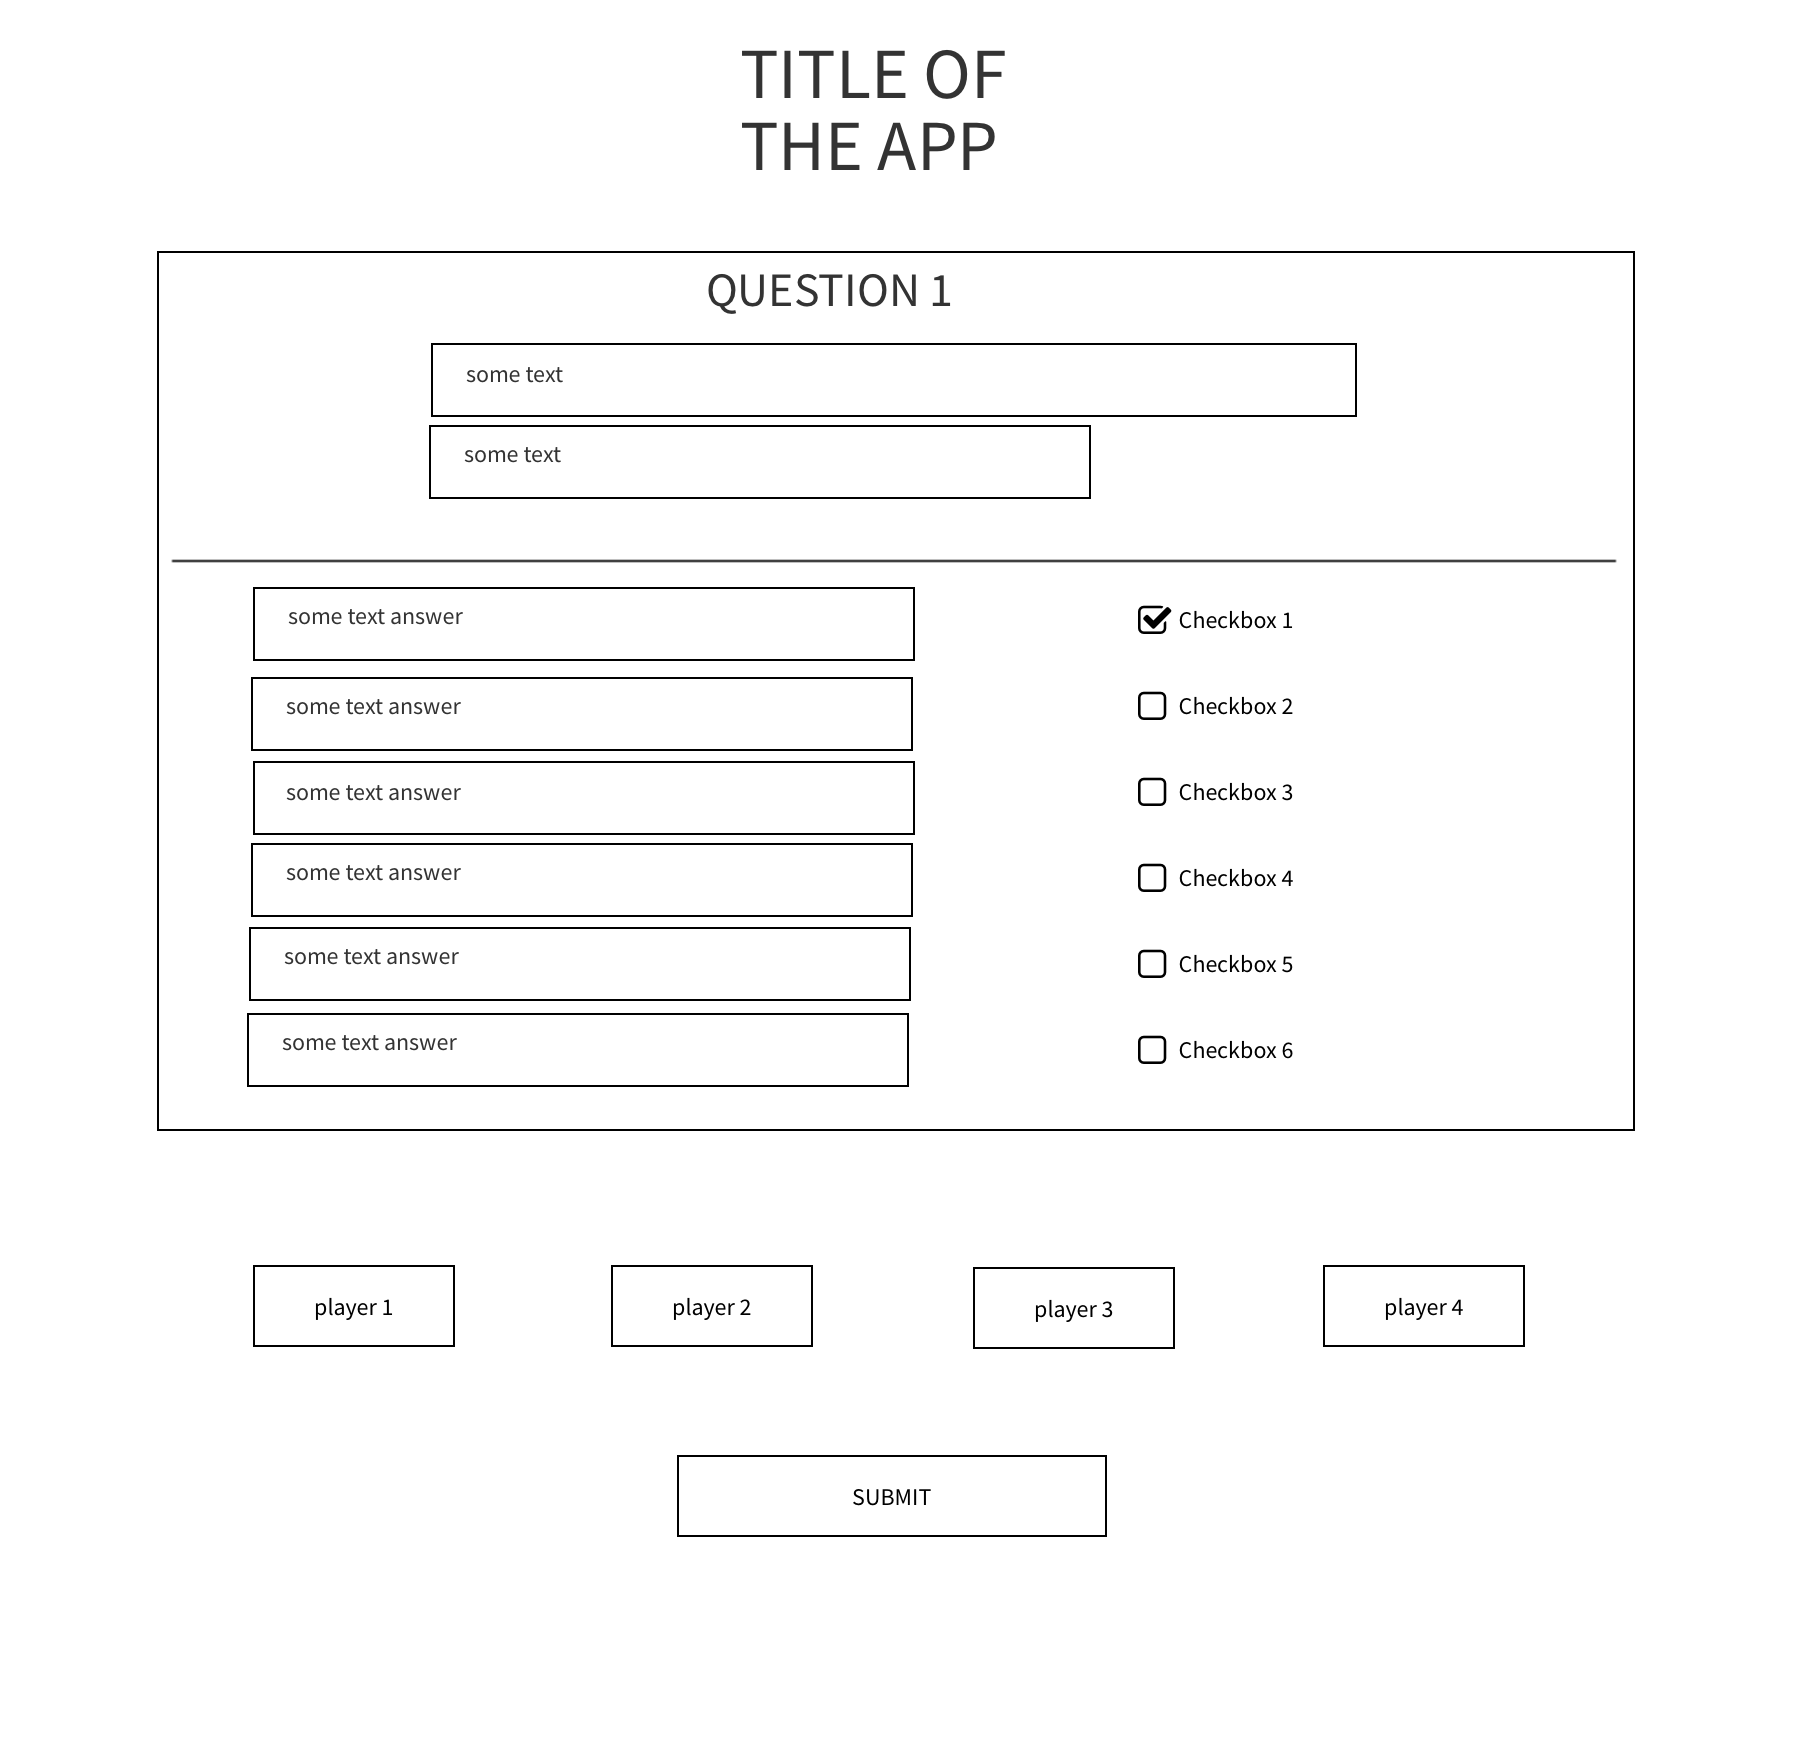 TITLE OF
THE APP
QUESTION 1
some text
some text
some text answer
Checkbox 1
some text answer
Checkbox 2
some text answer
Checkbox 3
some text answer
Checkbox 4
some text answer
Checkbox 5
some text answer
Checkbox 6
player 1
player 2
player 3
player 4
SUBMIT